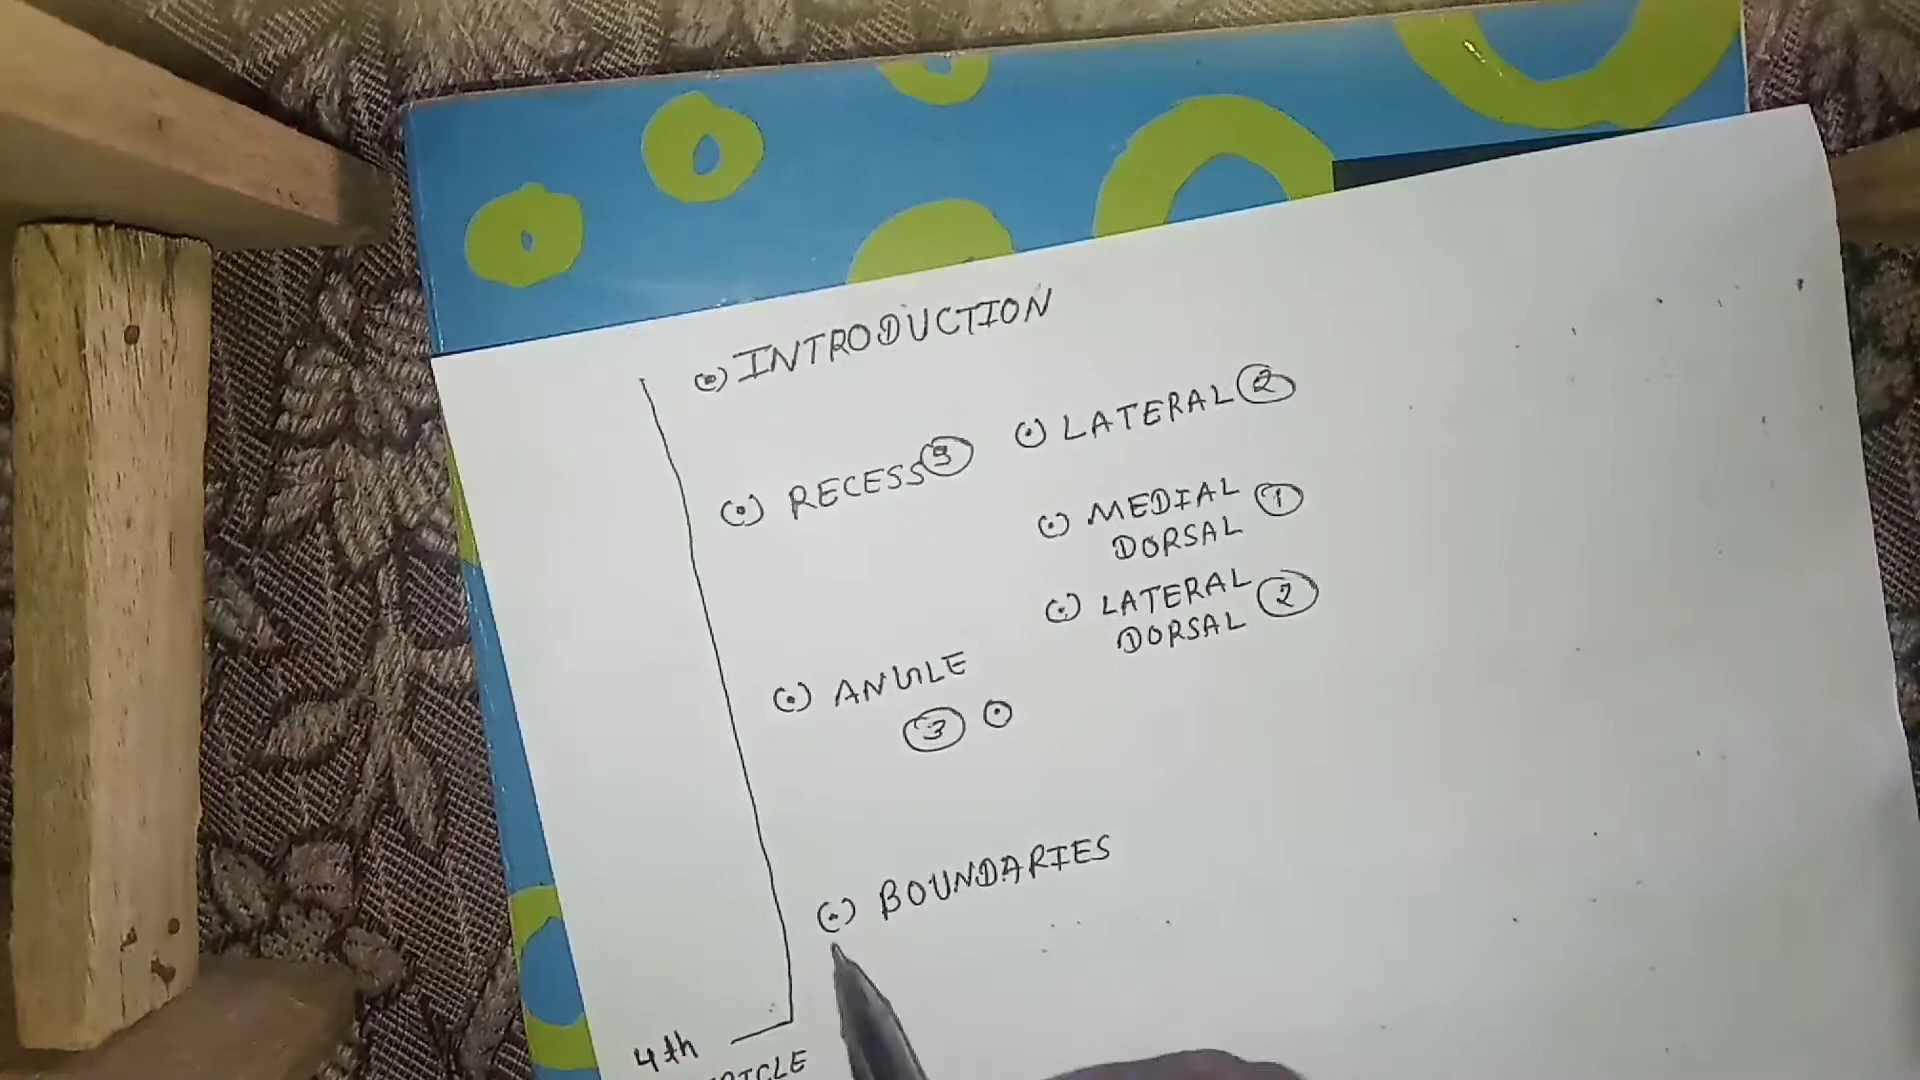 INTRODUCTION
RECESS 5
LATERAL 2
MEDIAL 1
DORSAL
LATERAL 2
DORSAL
ANGLE
3
BOUNDARIES
4th